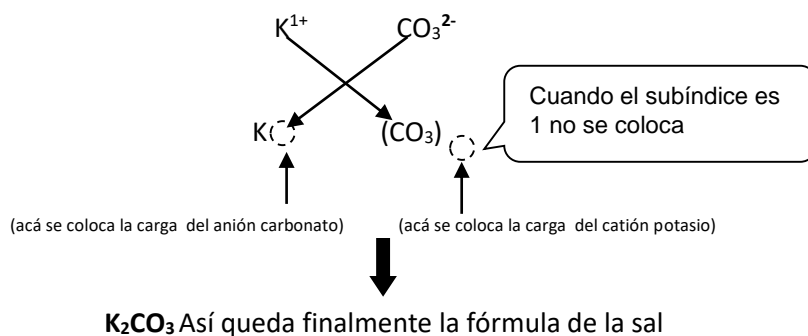 K¹⁺ CO₃²⁻
Cuando el subíndice es
1 no se coloca
K (CO₃)
(acá se coloca la carga del anión carbonato) (acá se coloca la carga del catión potasio)
K₂CO₃ Así queda finalmente la fórmula de la sal